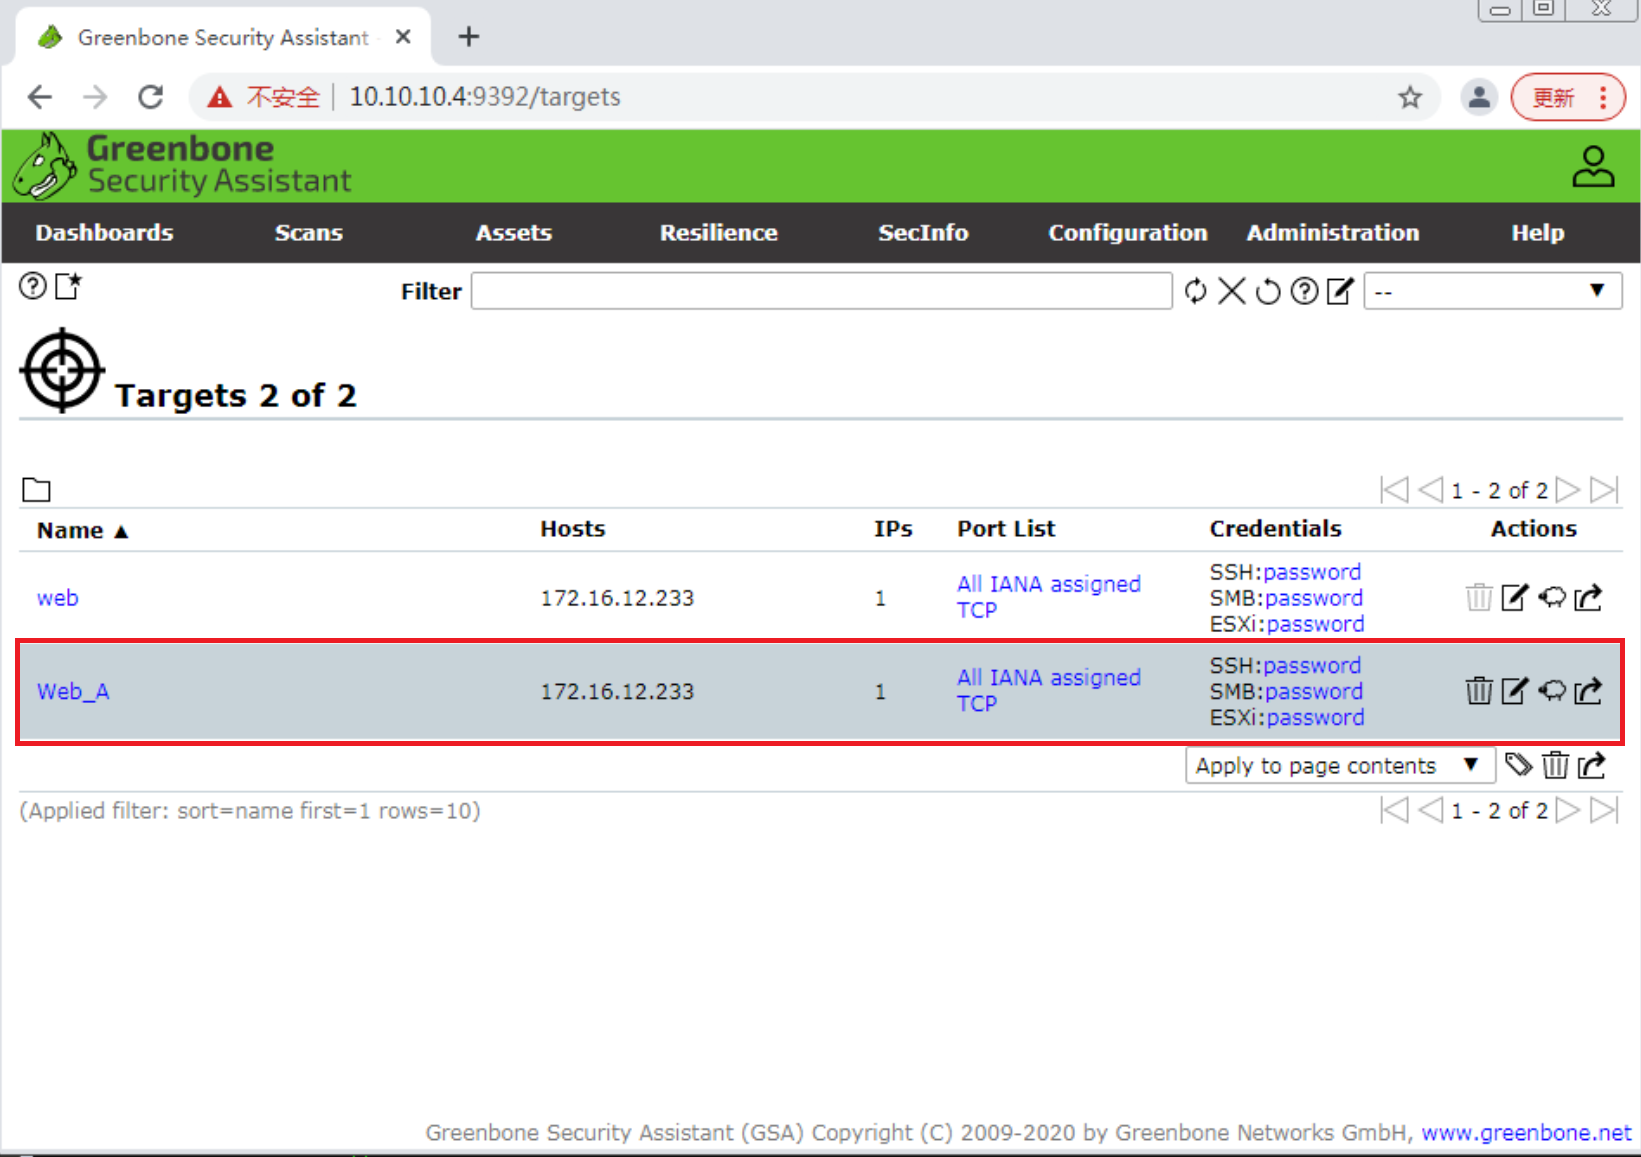 Greenbone Security Assistant
不安全 10.10.10.4:9392/targets
更新
Greenbone
Security Assistant
Dashboards Scans Assets Resilience SecInfo Configuration Administration Help
Filter --
Targets 2 of 2
1 - 2 of 2
Name ▲ Hosts IPs Port List Credentials Actions
web 172.16.12.233 1 All IANA assigned TCP SSH:password SMB:password ESXi:password
Web_A 172.16.12.233 1 All IANA assigned TCP SSH:password SMB:password ESXi:password
Apply to page contents ▼
(Applied filter: sort=name first=1 rows=10) 1 - 2 of 2
Greenbone Security Assistant (GSA) Copyright (C) 2009-2020 by Greenbone Networks GmbH, www.greenbone.net